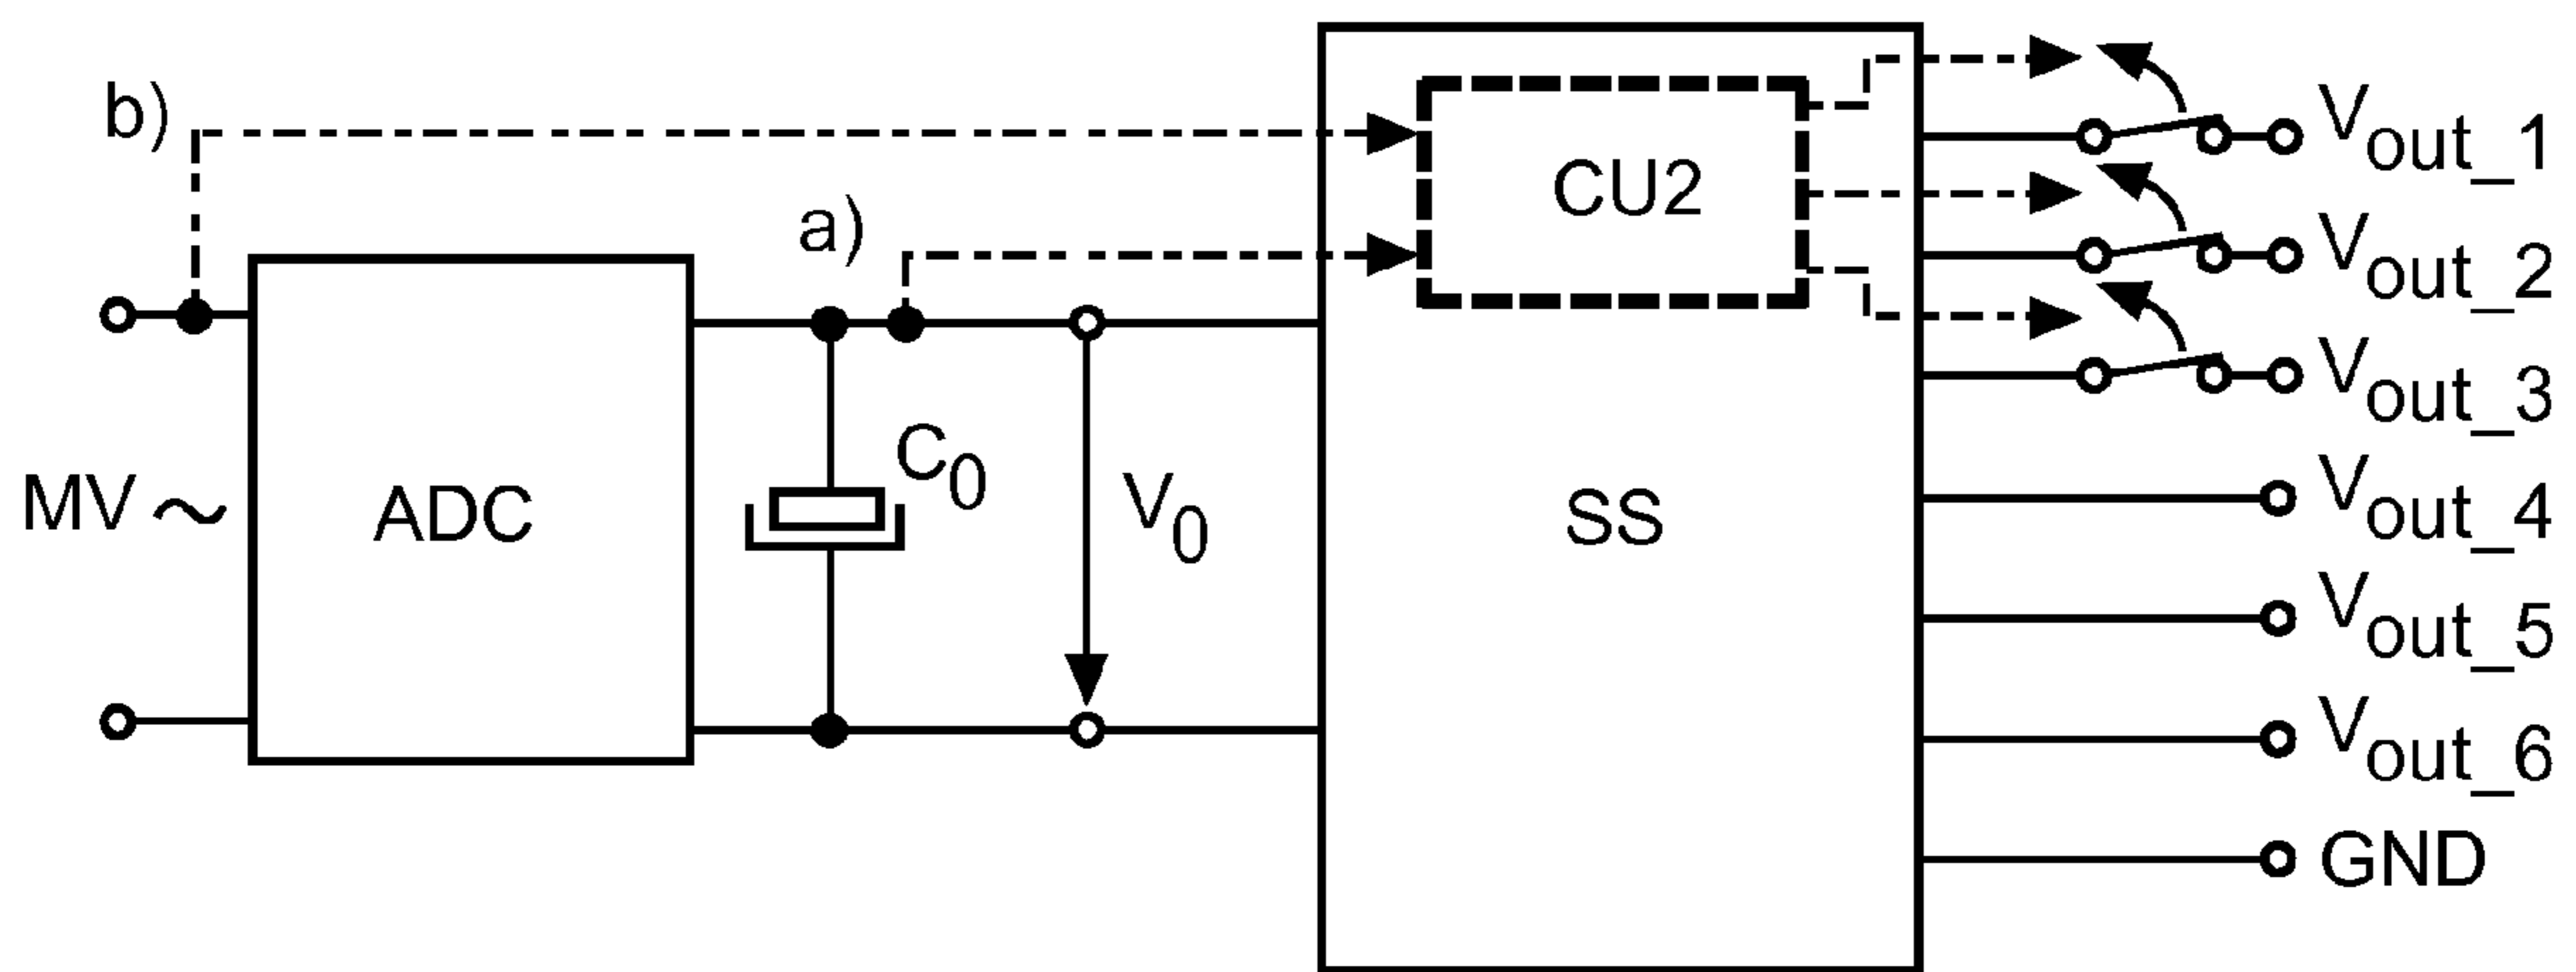 b)
a)
MV ~
ADC
C0
V0
CU2
SS
Vout_1
Vout_2
Vout_3
Vout_4
Vout_5
Vout_6
GND